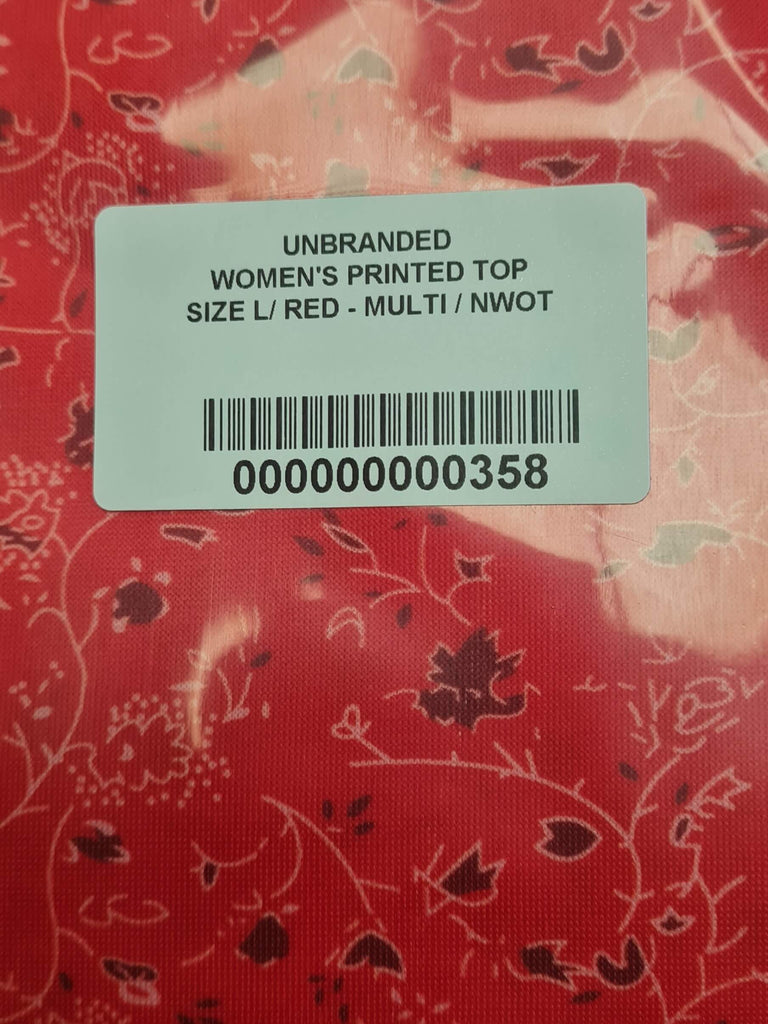 UNBRANDED
WOMEN'S PRINTED TOP
SIZE L/ RED - MULTI / NWOT
000000000358